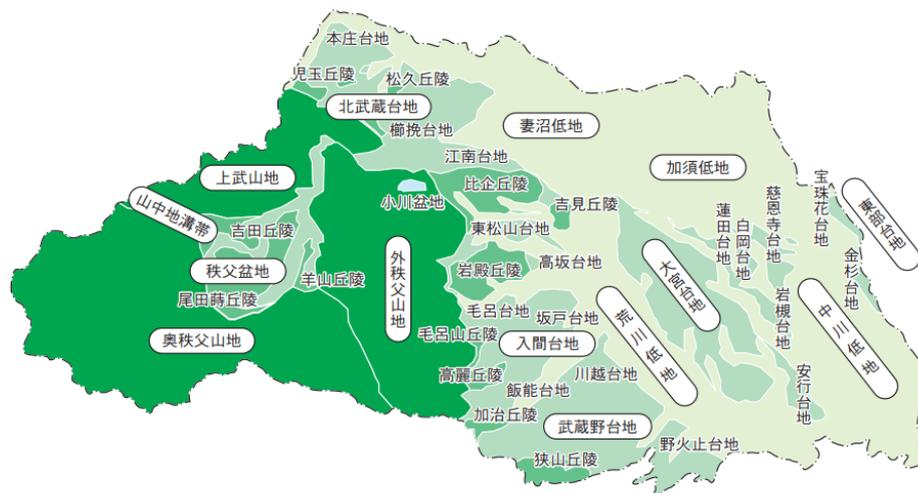 本庄台地
児玉丘陵
松久丘陵
北武蔵台地
櫛挽台地
妻沼低地
江南台地
加須低地
上武山地
比企丘陵
小川盆地
山中地溝帯
吉見丘陵
吉田丘陵
東松山台地
秩父盆地
羊山丘陵
外秩父山地
岩殿丘陵
高坂台地
尾田蒔丘陵
奥秩父山地
毛呂台地
坂戸台地
毛呂山丘陵
入間台地
高麗丘陵
川越台地
飯能台地
加治丘陵
武蔵野台地
野火止台地
狭山丘陵
荒川低地
大宮台地
蓮田台地
白岡台地
慈恩寺台地
岩槻台地
安行台地
宝珠花台地
金杉台地
東部台地
中川低地